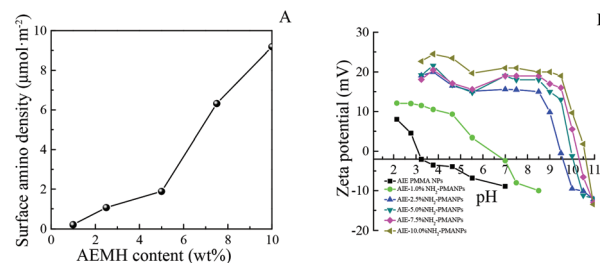 A
Surface amino density (μmol·m⁻²)
10
8
6
4
2
0
0 2 4 6 8 10
AEMH content (wt%)
Zeta potential (mV)
30
20
10
0
-10
-20
2 3 4 5 6 7 8 9 10 11
pH
AIE PMMA NPs
AIE-1.0% NH₂-PMANPs
AIE-2.5%NH₂-PMANPs
AIE-5.0%NH₂-PMANPs
AIE-7.5%NH₂-PMANPs
AIE-10.0%NH₂-PMANPs